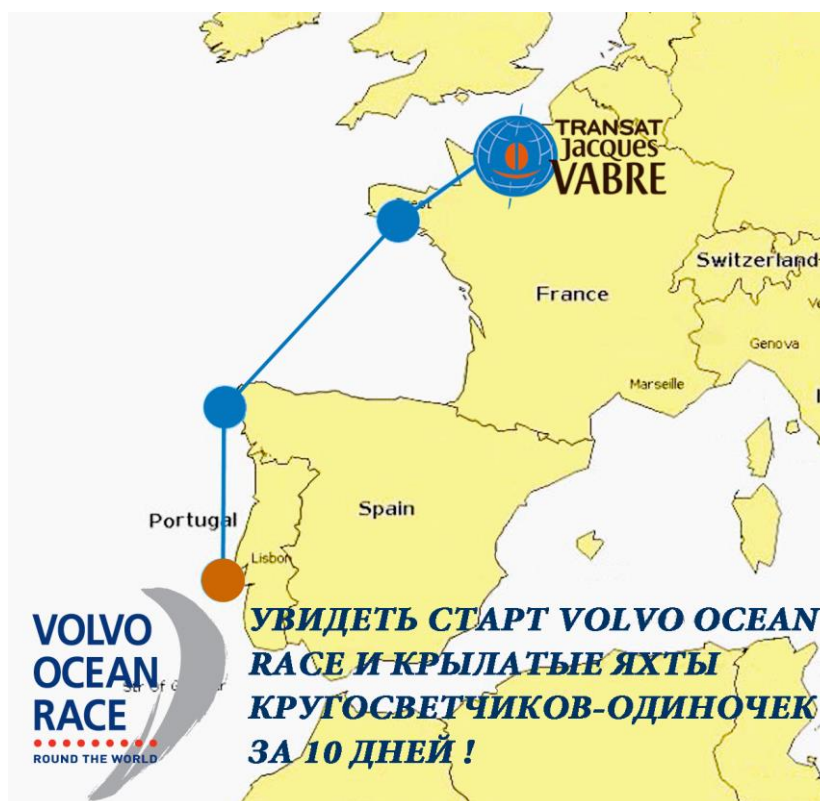 TRANSAT
Jacques
VABRE
Brest
Switzerland
France
Genova
Marseille
Spain
Portugal
Lisbon
VOLVO
OCEAN
RACE
ROUND THE WORLD
УВИДЕТЬ СТАРТ VOLVO OCEAN
RACE И КРЫЛАТЫЕ ЯХТЫ
КРУГОСВЕТЧИКОВ-ОДИНОЧЕК
ЗА 10 ДНЕЙ !